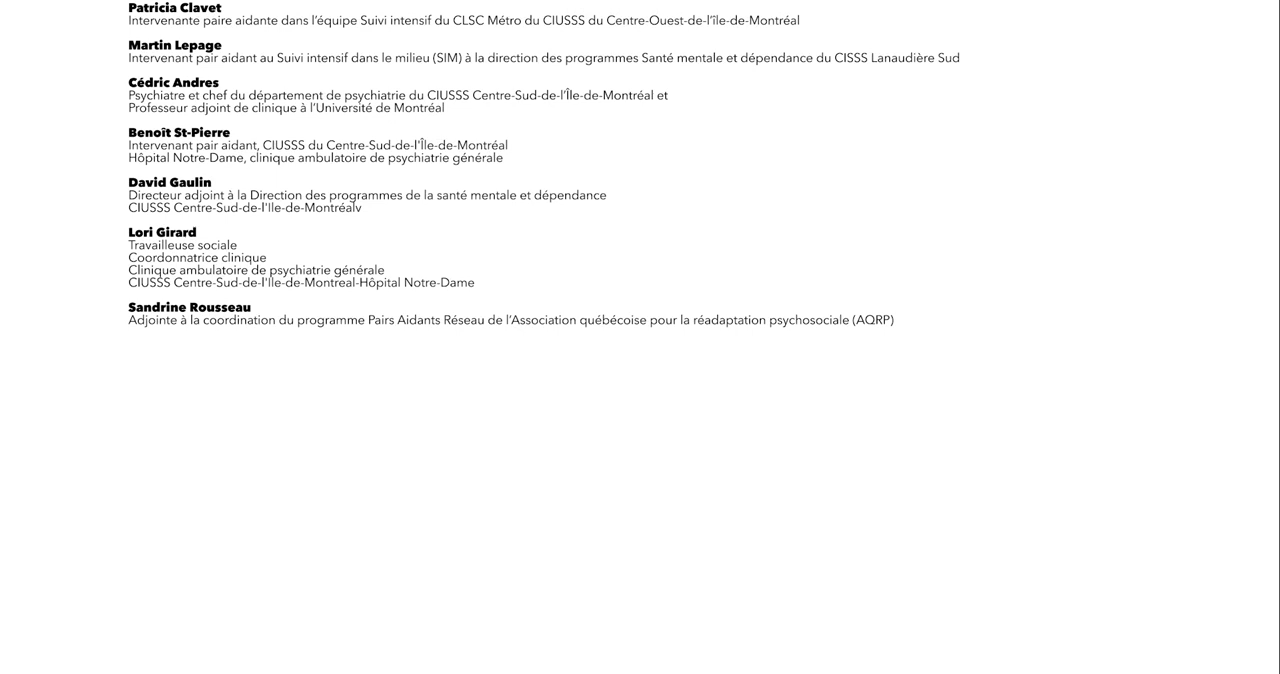 Patricia Clavet
Intervenante paire aidante dans l’équipe Suivi intensif du CLSC Métro du CIUSSS du Centre-Ouest-de-l’île-de-Montréal
Martin Lepage
Intervenant pair aidant au Suivi intensif dans le milieu (SIM) à la direction des programmes Santé mentale et dépendance du CISSS Lanaudière Sud
Cédric Andres
Psychiatre et chef du département de psychiatrie du CIUSSS Centre-Sud-de-l’Île-de-Montréal et
Professeur adjoint de clinique à l’Université de Montréal
Benoît St-Pierre
Intervenant pair aidant, CIUSSS du Centre-Sud-de-l’Île-de-Montréal
Hôpital Notre-Dame, clinique ambulatoire de psychiatrie générale
David Gaulin
Directeur adjoint à la Direction des programmes de la santé mentale et dépendance
CIUSSS Centre-Sud-de-l'Ile-de-Montréalv
Lori Girard
Travailleuse sociale
Coordonnatrice clinique
Clinique ambulatoire de psychiatrie générale
CIUSSS Centre-Sud-de-l'Ile-de-Montreal-Hôpital Notre-Dame
Sandrine Rousseau
Adjointe à la coordination du programme Pairs Aidants Réseau de l’Association québécoise pour la réadaptation psychosociale (AQRP)